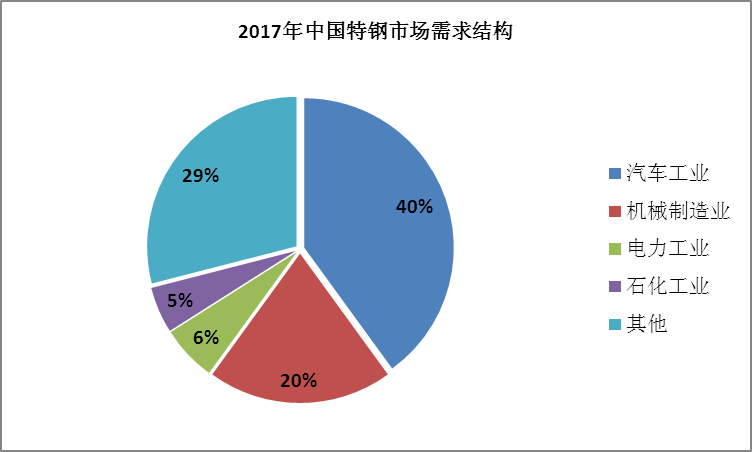 2017年中国特钢市场需求结构
29%
40%
5%
6%
20%
汽车工业
机械制造业
电力工业
石化工业
其他